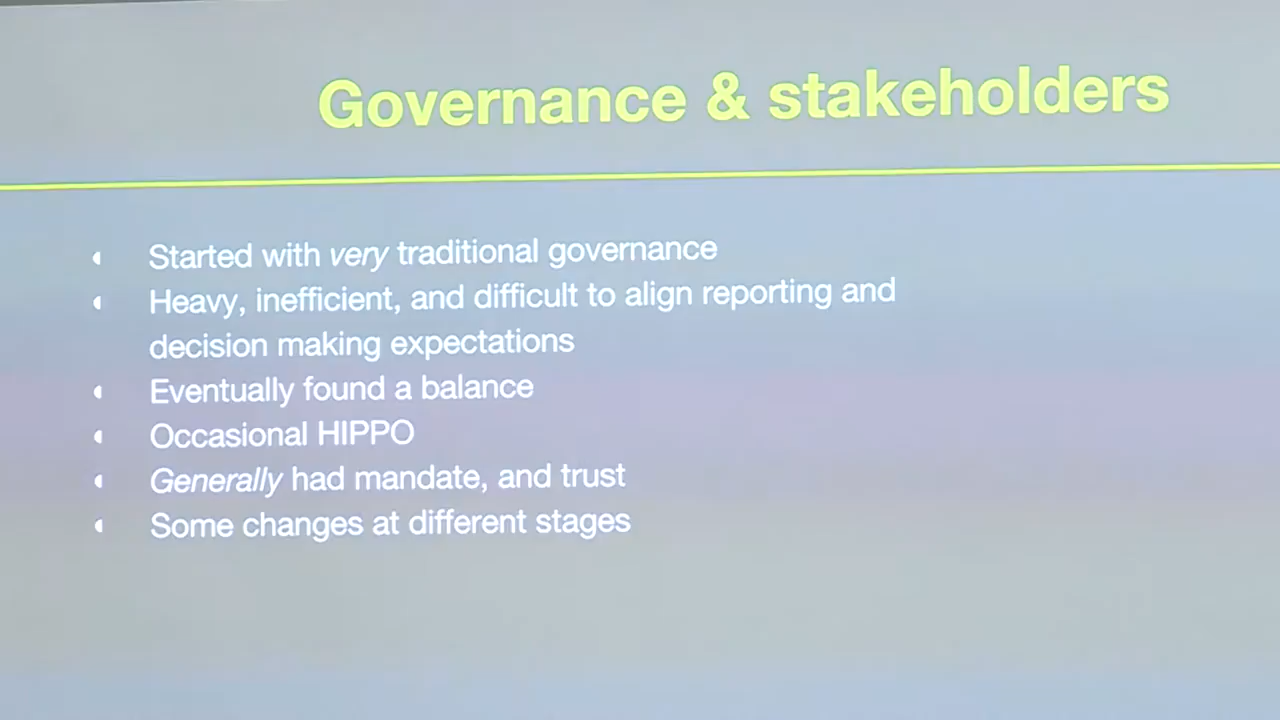 Governance & stakeholders
Started with very traditional governance
Heavy, inefficient, and difficult to align reporting and
decision making expectations
Eventually found a balance
Occasional HIPPO
Generally had mandate, and trust
Some changes at different stages